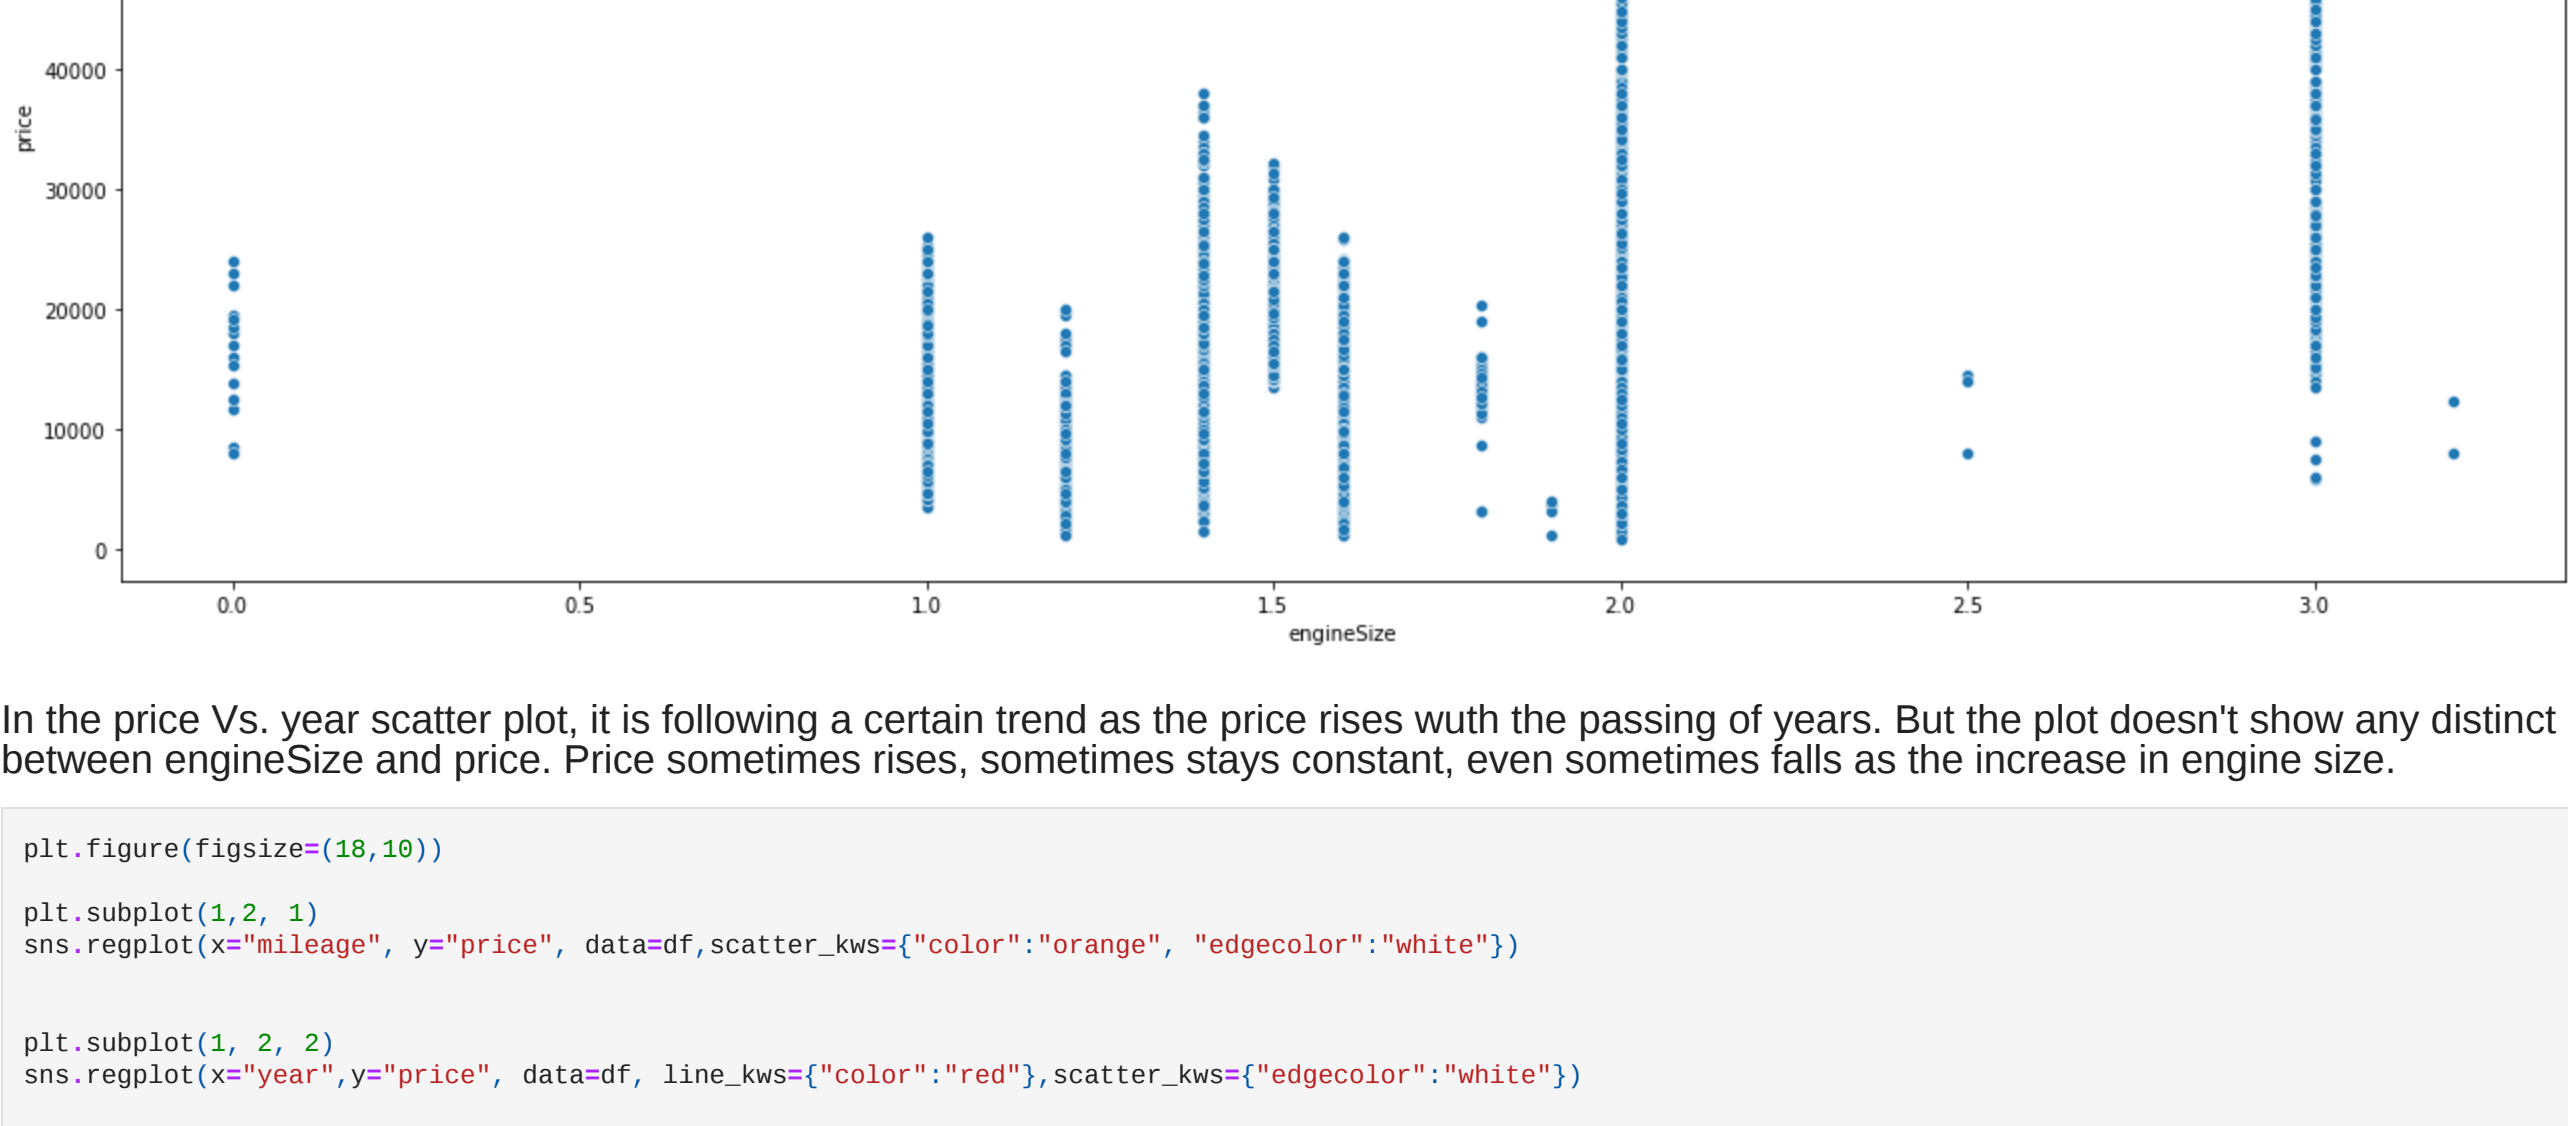 40000
price
30000
20000
10000
0
0.0 0.5 1.0 1.5 2.0 2.5 3.0
engineSize
In the price Vs. year scatter plot, it is following a certain trend as the price rises wuth the passing of years. But the plot doesn't show any distinct
between engineSize and price. Price sometimes rises, sometimes stays constant, even sometimes falls as the increase in engine size.
plt.figure(figsize=(18,10))
plt.subplot(1,2, 1)
sns.regplot(x="mileage", y="price", data=df,scatter_kws={"color":"orange", "edgecolor":"white"})
plt.subplot(1, 2, 2)
sns.regplot(x="year",y="price", data=df, line_kws={"color":"red"},scatter_kws={"edgecolor":"white"})